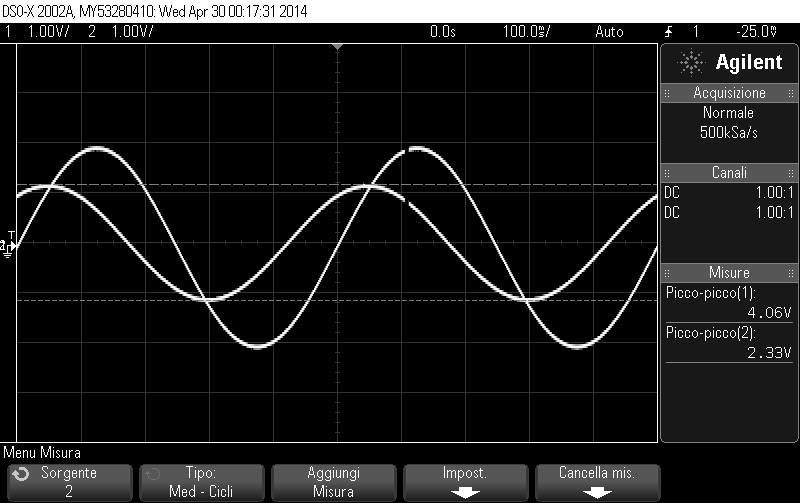 DSO-X 2002A, MY53280410: Wed Apr 30 00:17:31 2014
1 1.00V/ 2 1.00V/ 0.0s 100.0ms/ Auto 1 -25.0mV
Agilent
Acquisizione
Normale
500kSa/s
Canali
DC 1.00:1
DC 1.00:1
Misure
Picco-picco(1):
4.06V
Picco-picco(2):
2.33V
T
2
Menu Misura
Sorgente
2
Tipo:
Med - Cicli
Aggiungi
Misura
Impost.
Cancella mis.